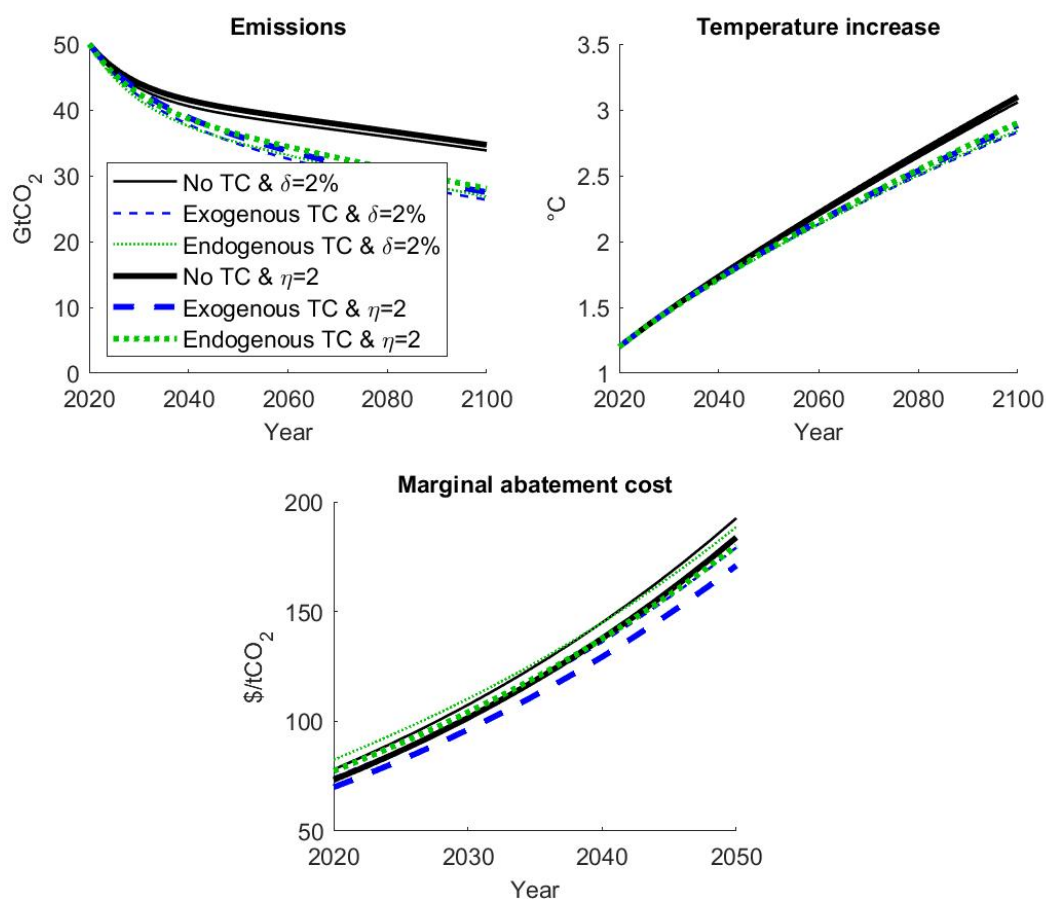 Emissions
50
40
30
20
10
0
GtCO2
2020 2040 2060 2080 2100
Year
No TC & δ=2%
Exogenous TC & δ=2%
Endogenous TC & δ=2%
No TC & η=2
Exogenous TC & η=2
Endogenous TC & η=2
Temperature increase
3.5
3
2.5
2
1.5
1
°C
2020 2040 2060 2080 2100
Year
Marginal abatement cost
200
150
100
50
$/tCO2
2020 2030 2040 2050
Year